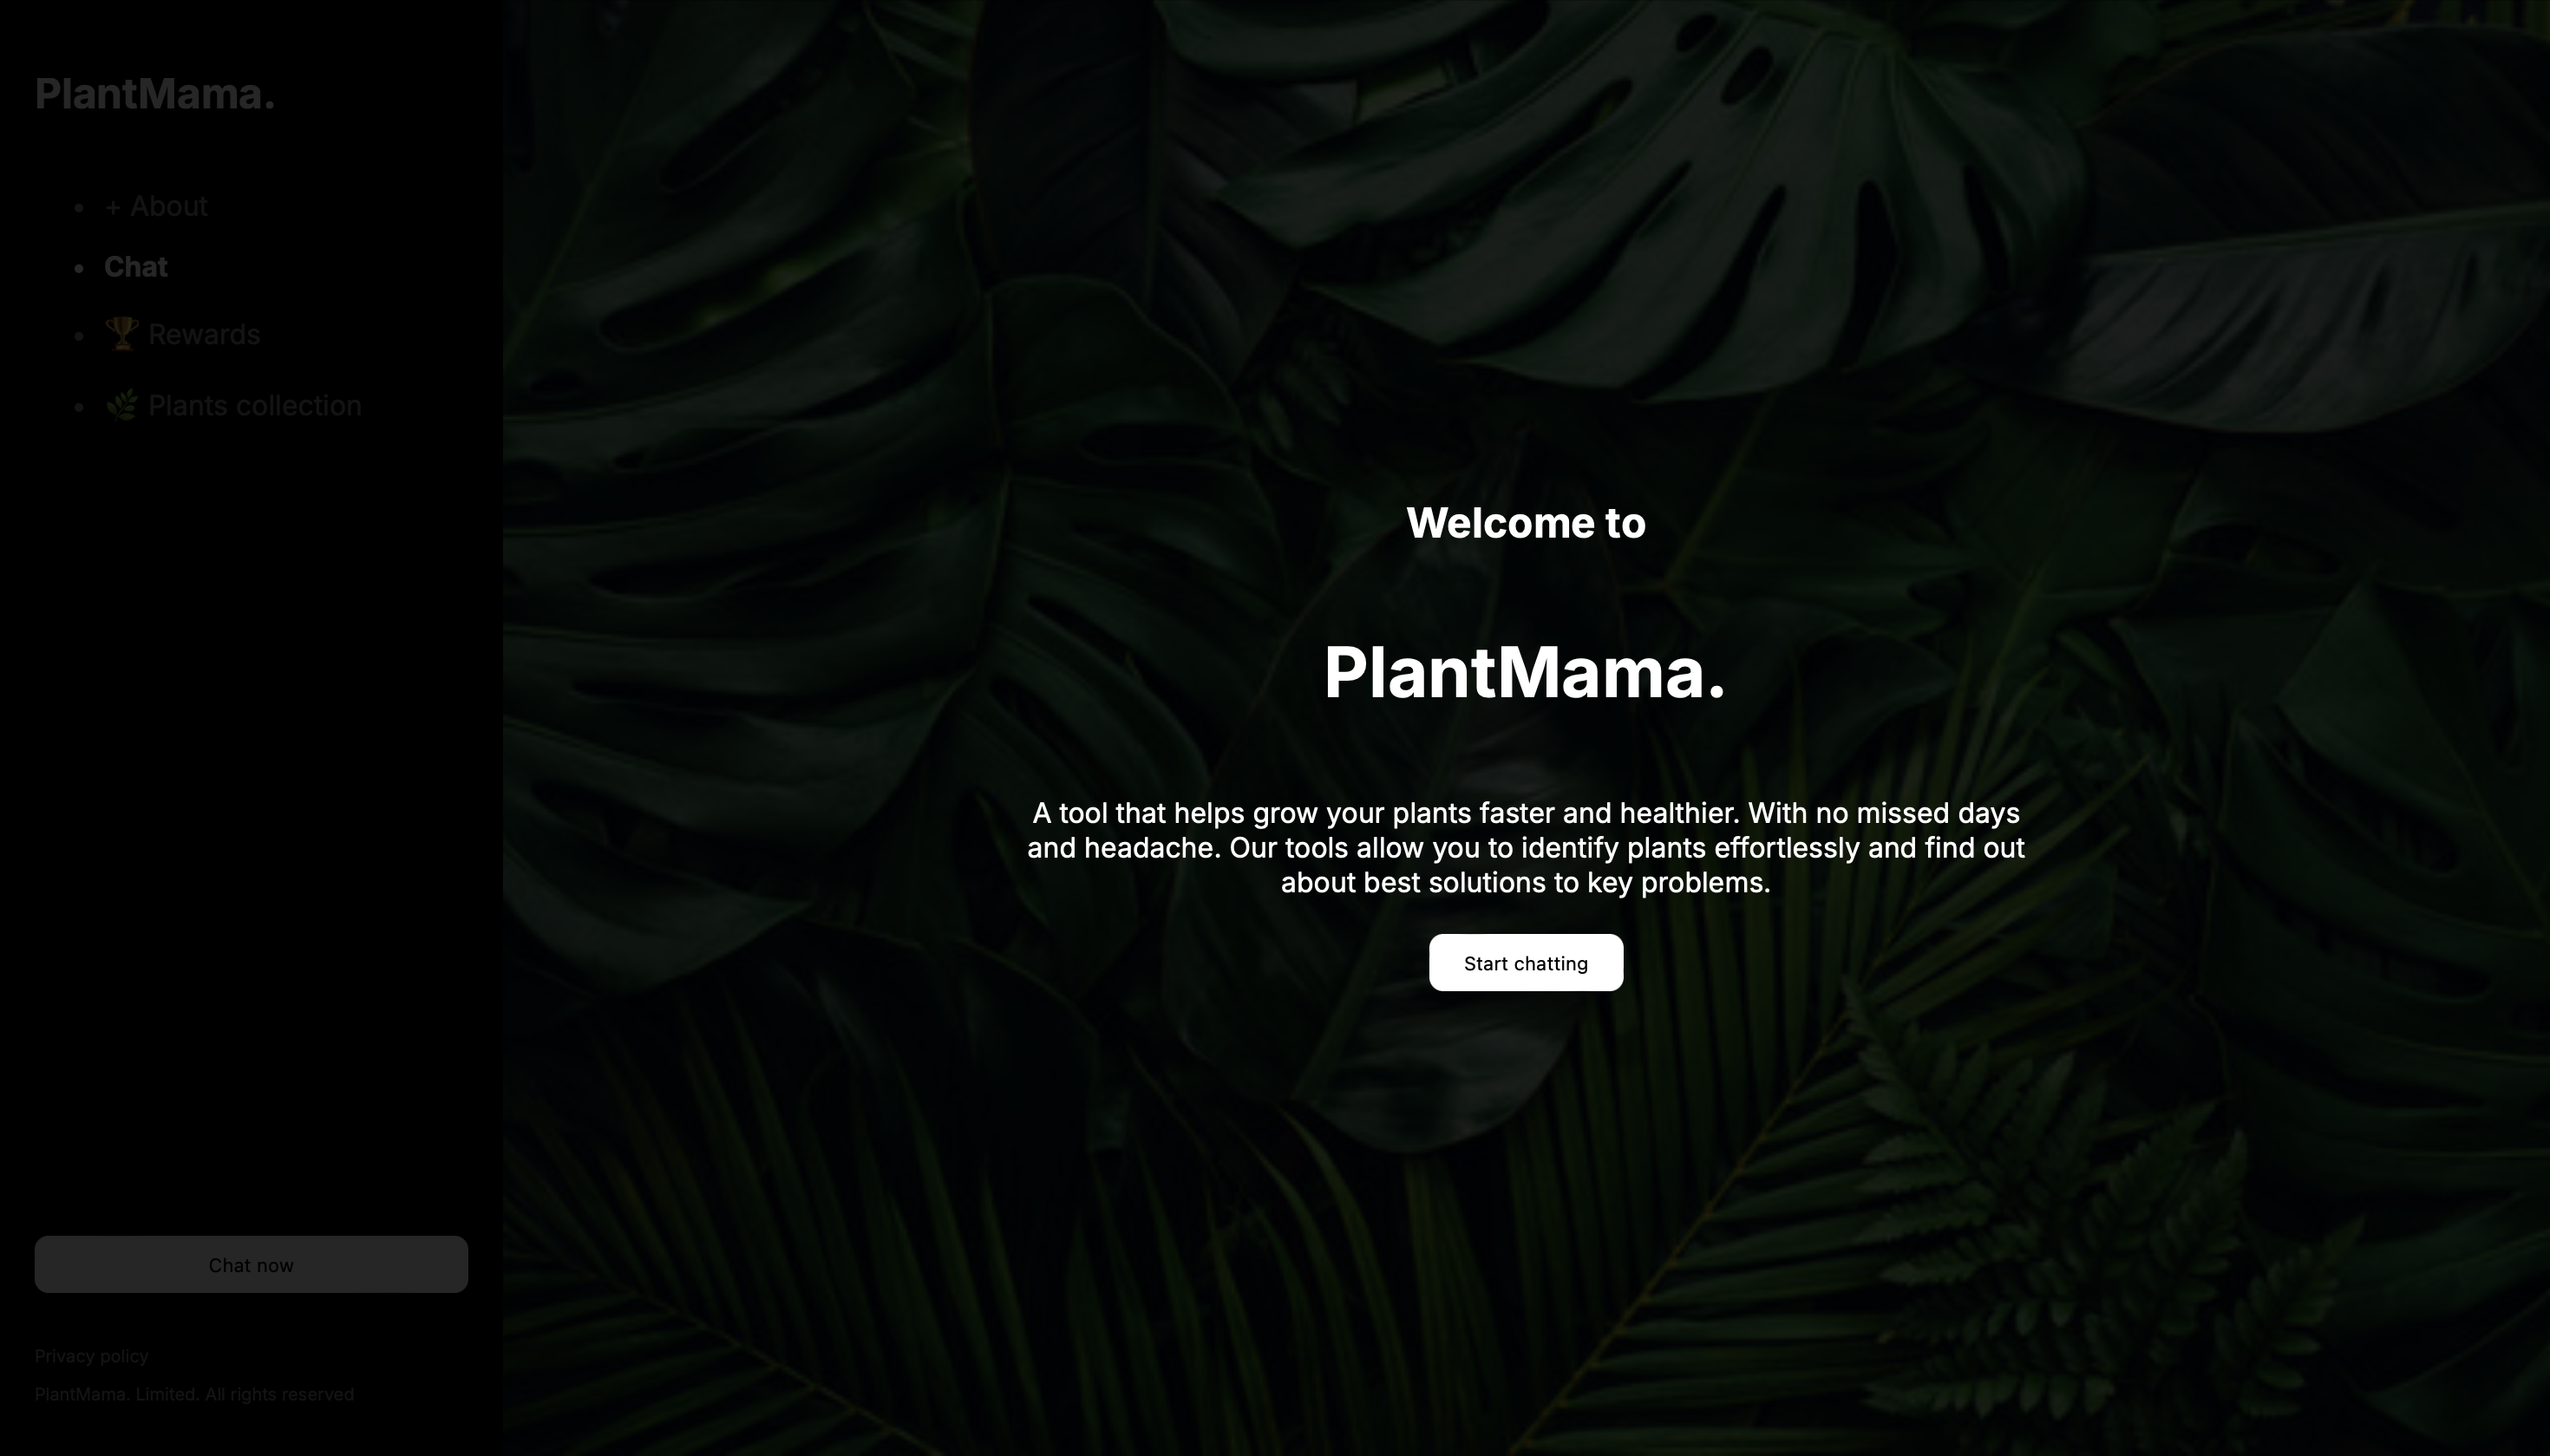 PlantMama.
+ About
Chat
🏆 Rewards
🌿 Plants collection
Chat now
Privacy policy
PlantMama. Limited. All rights reserved
Welcome to
PlantMama.
A tool that helps grow your plants faster and healthier. With no missed days
and headache. Our tools allow you to identify plants effortlessly and find out
about best solutions to key problems.
Start chatting